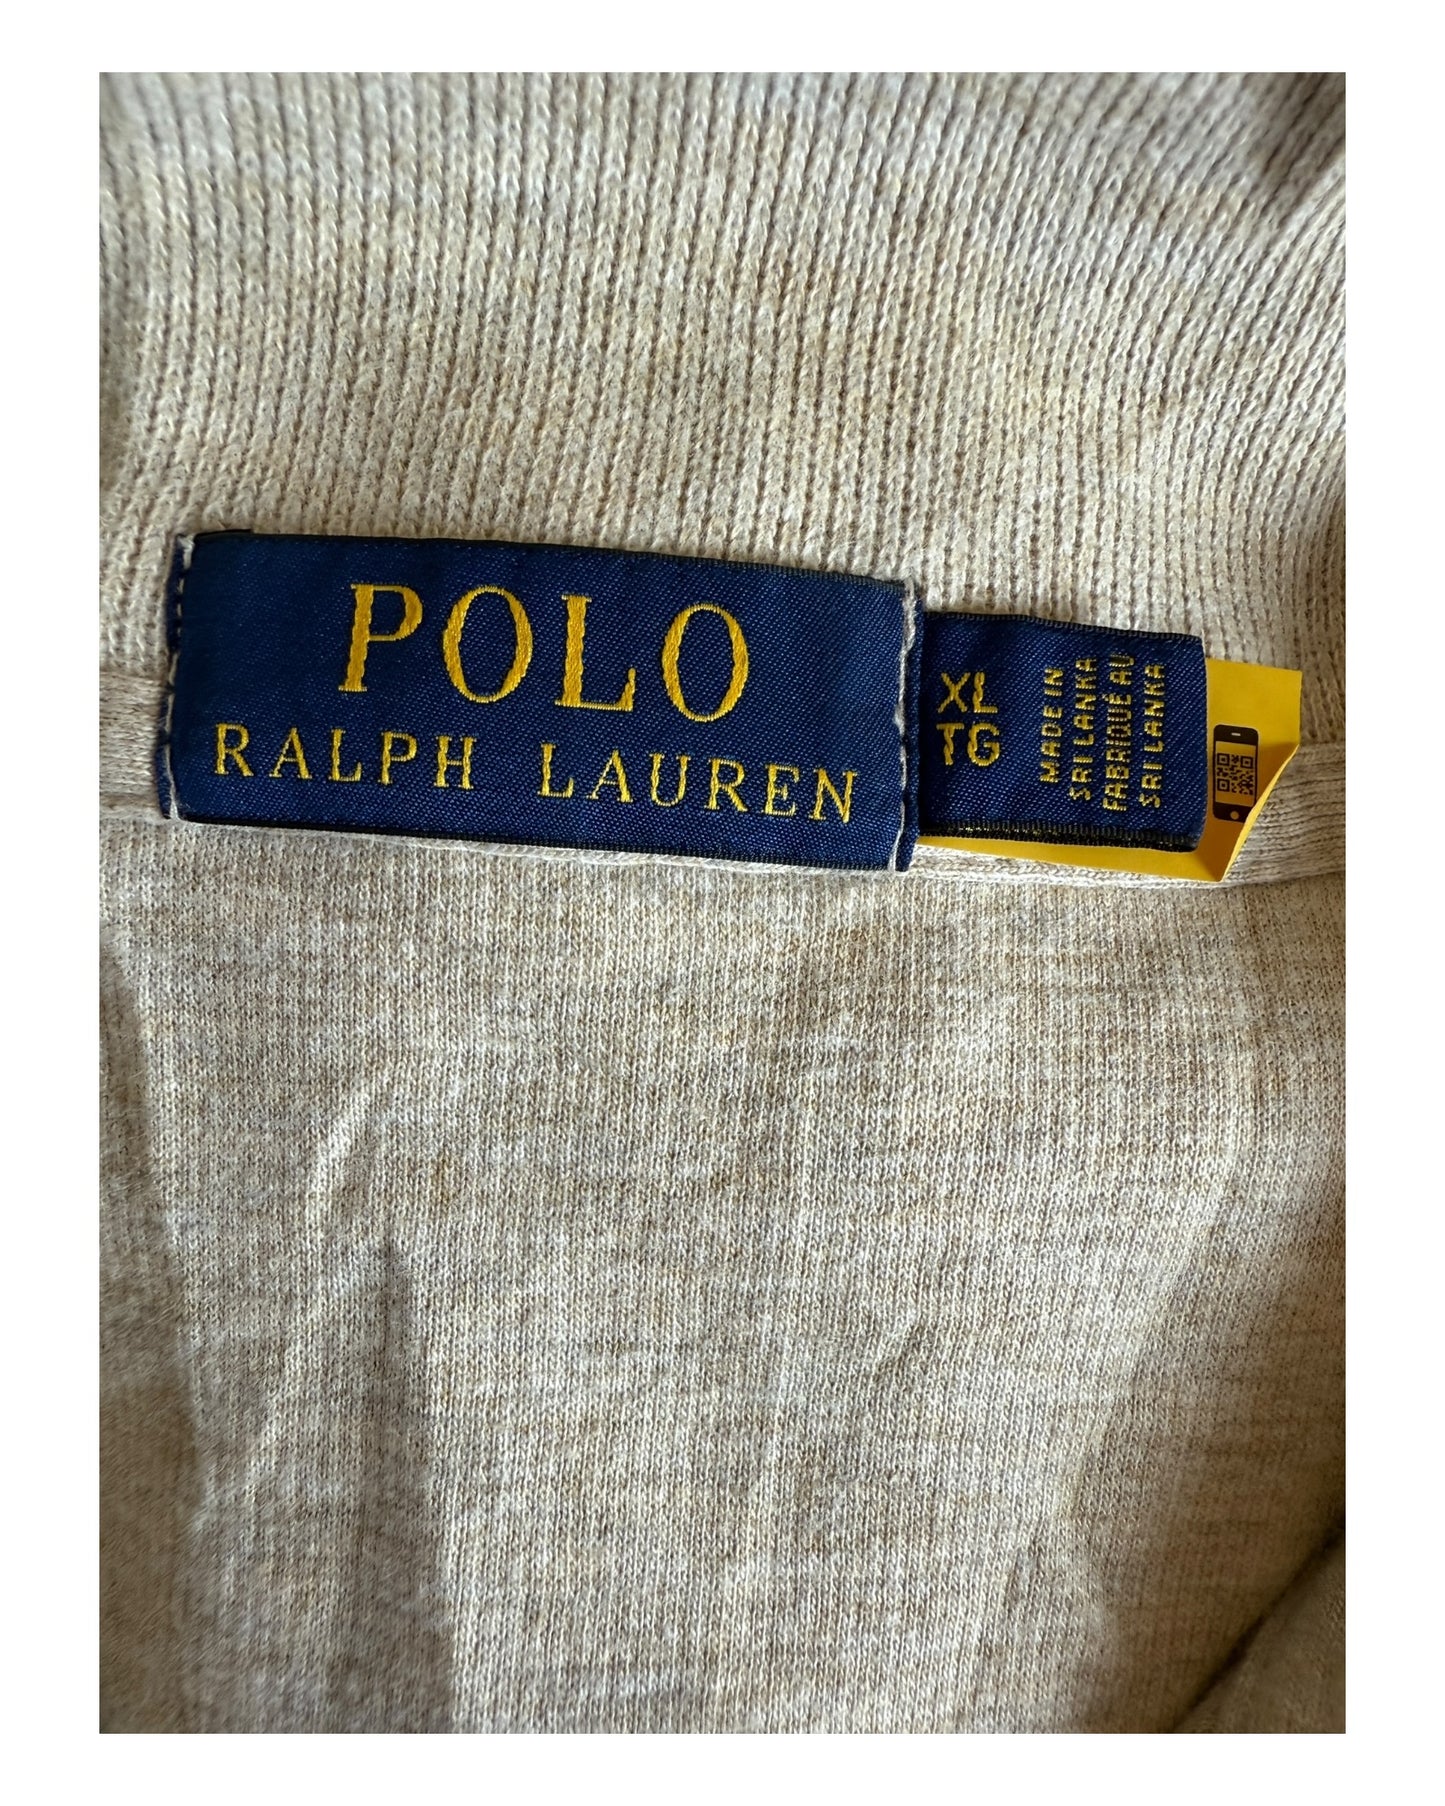 POLO
RALPH LAUREN
XL
TG
MADE IN
SRI LANKA
FABRIQUÉ AU
SRI LANKA